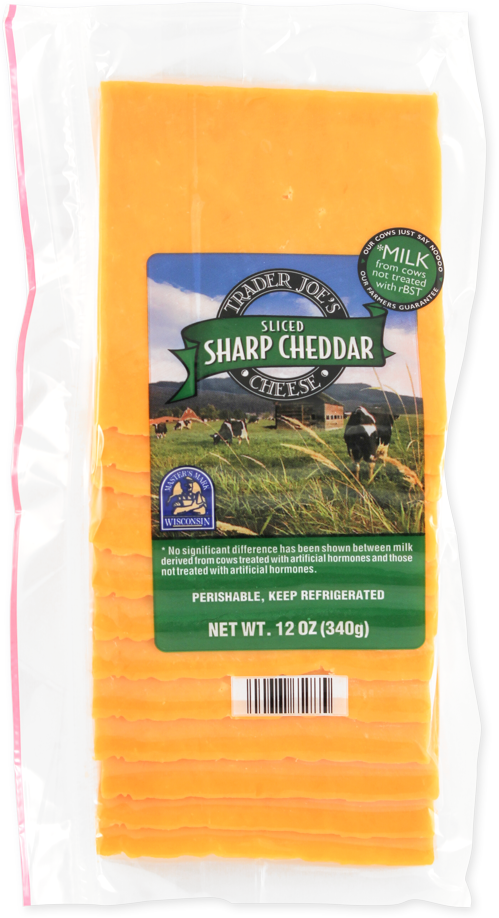 OUR COWS JUST SAY NOOOO
*MILK
from cows
not treated
with rBST
OUR FARMERS GUARANTEE
TRADER JOE'S
SLICED
SHARP CHEDDAR
CHEESE
MASTER'S MARK
WISCONSIN
* No significant difference has been shown between milk
derived from cows treated with artificial hormones and those
not treated with artificial hormones.
PERISHABLE, KEEP REFRIGERATED
NET WT. 12 OZ (340g)